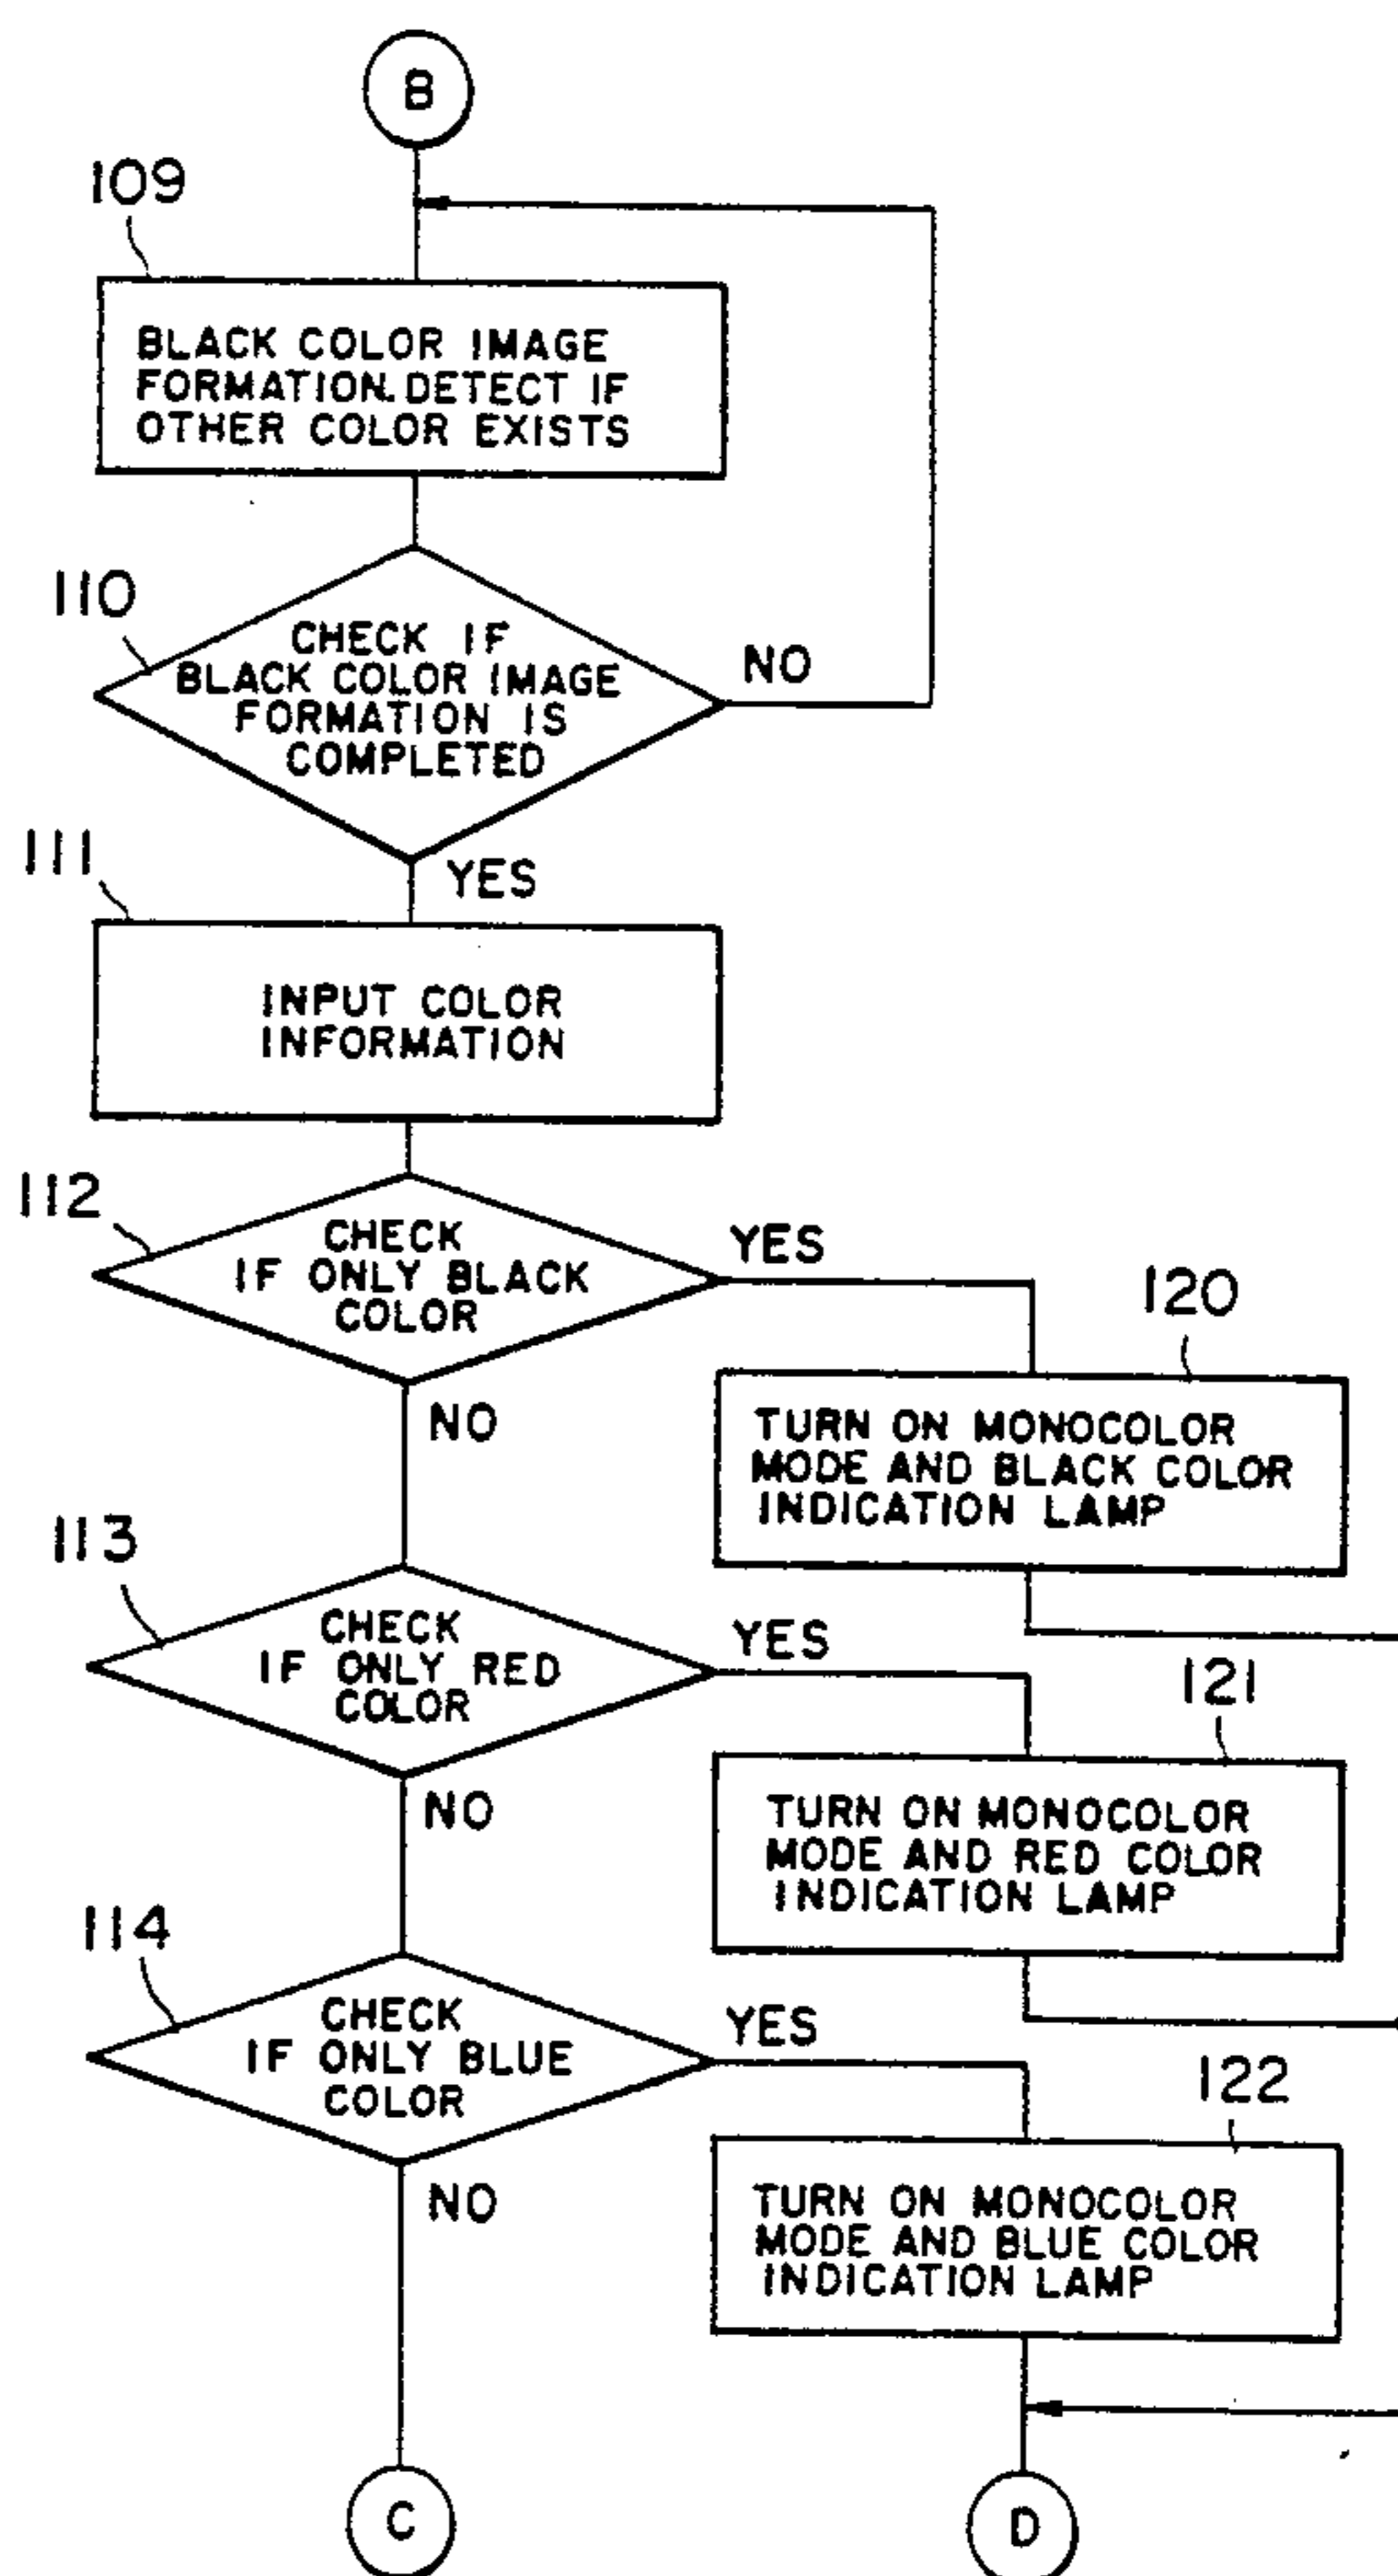 B
109
BLACK COLOR IMAGE
FORMATION. DETECT IF
OTHER COLOR EXISTS
110
CHECK IF
BLACK COLOR IMAGE
FORMATION IS
COMPLETED
NO
YES
111
INPUT COLOR
INFORMATION
112
CHECK
IF ONLY BLACK
COLOR
YES
NO
120
TURN ON MONOCOLOR
MODE AND BLACK COLOR
INDICATION LAMP
113
CHECK
IF ONLY RED
COLOR
YES
NO
121
TURN ON MONOCOLOR
MODE AND RED COLOR
INDICATION LAMP
114
CHECK
IF ONLY BLUE
COLOR
YES
NO
122
TURN ON MONOCOLOR
MODE AND BLUE COLOR
INDICATION LAMP
C
D